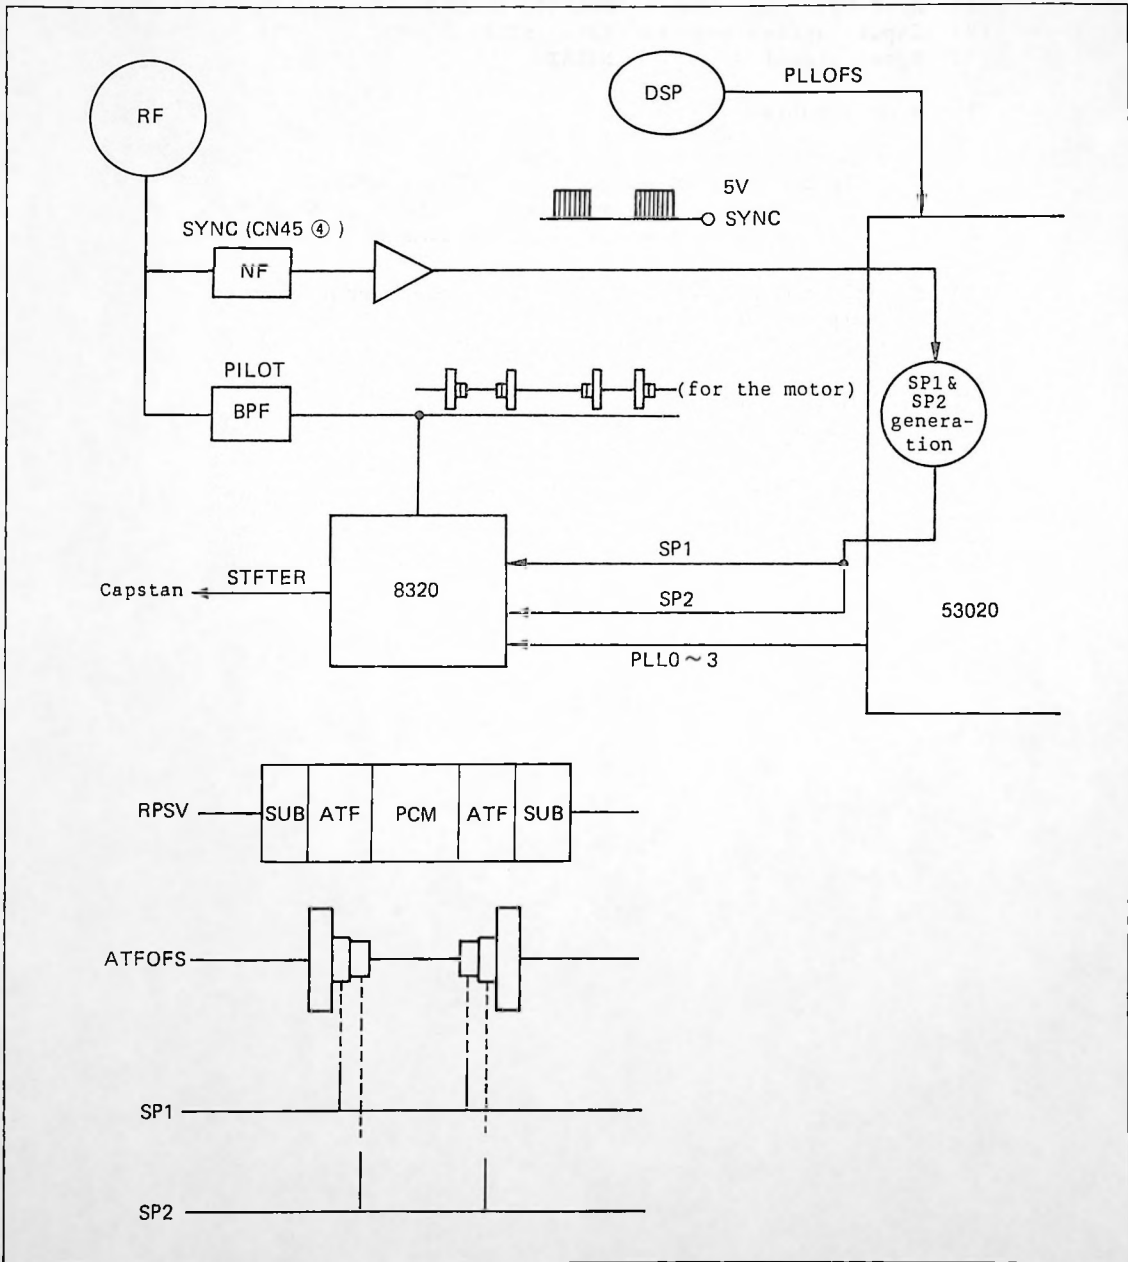 RF
DSP
PLLOFS
5V
SYNC
SYNC (CN45 ④ )
NF
PILOT
BPF
(for the motor)
SP1 &
SP2
genera-
tion
SP1
Capstan
STFTER
8320
SP2
53020
PLL0 ~ 3
RPSV
SUB
ATF
PCM
ATF
SUB
ATFOFS
SP1
SP2